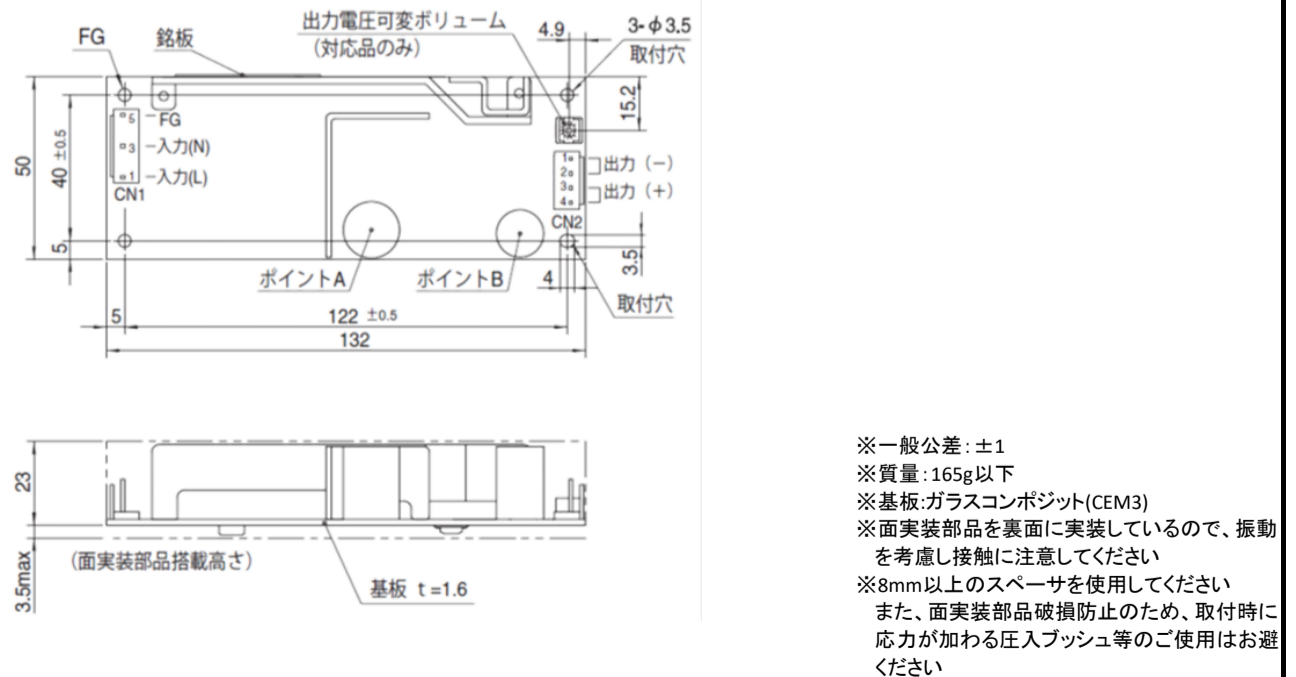 FG
銘板
出力電圧可変ボリューム
(対応品のみ)
4.9
3-φ3.5
取付穴
15.2
50
40 ±0.5
5
5 FG
3 入力(N)
1 入力(L)
CN1
1
2
3
4
出力 (-)
出力 (+)
CN2
3.5
4
取付穴
ポイントA
ポイントB
5
122 ±0.5
132
23
3.5max
(面実装部品搭載高さ)
基板 t=1.6
※一般公差:±1
※質量:165g以下
※基板:ガラスコンポジット(CEM3)
※面実装部品を裏面に実装しているので、振動
を考慮し接触に注意してください
※8mm以上のスペーサを使用してください
また、面実装部品破損防止のため、取付時に
応力が加わる圧入ブッシュ等のご使用はお避
ください